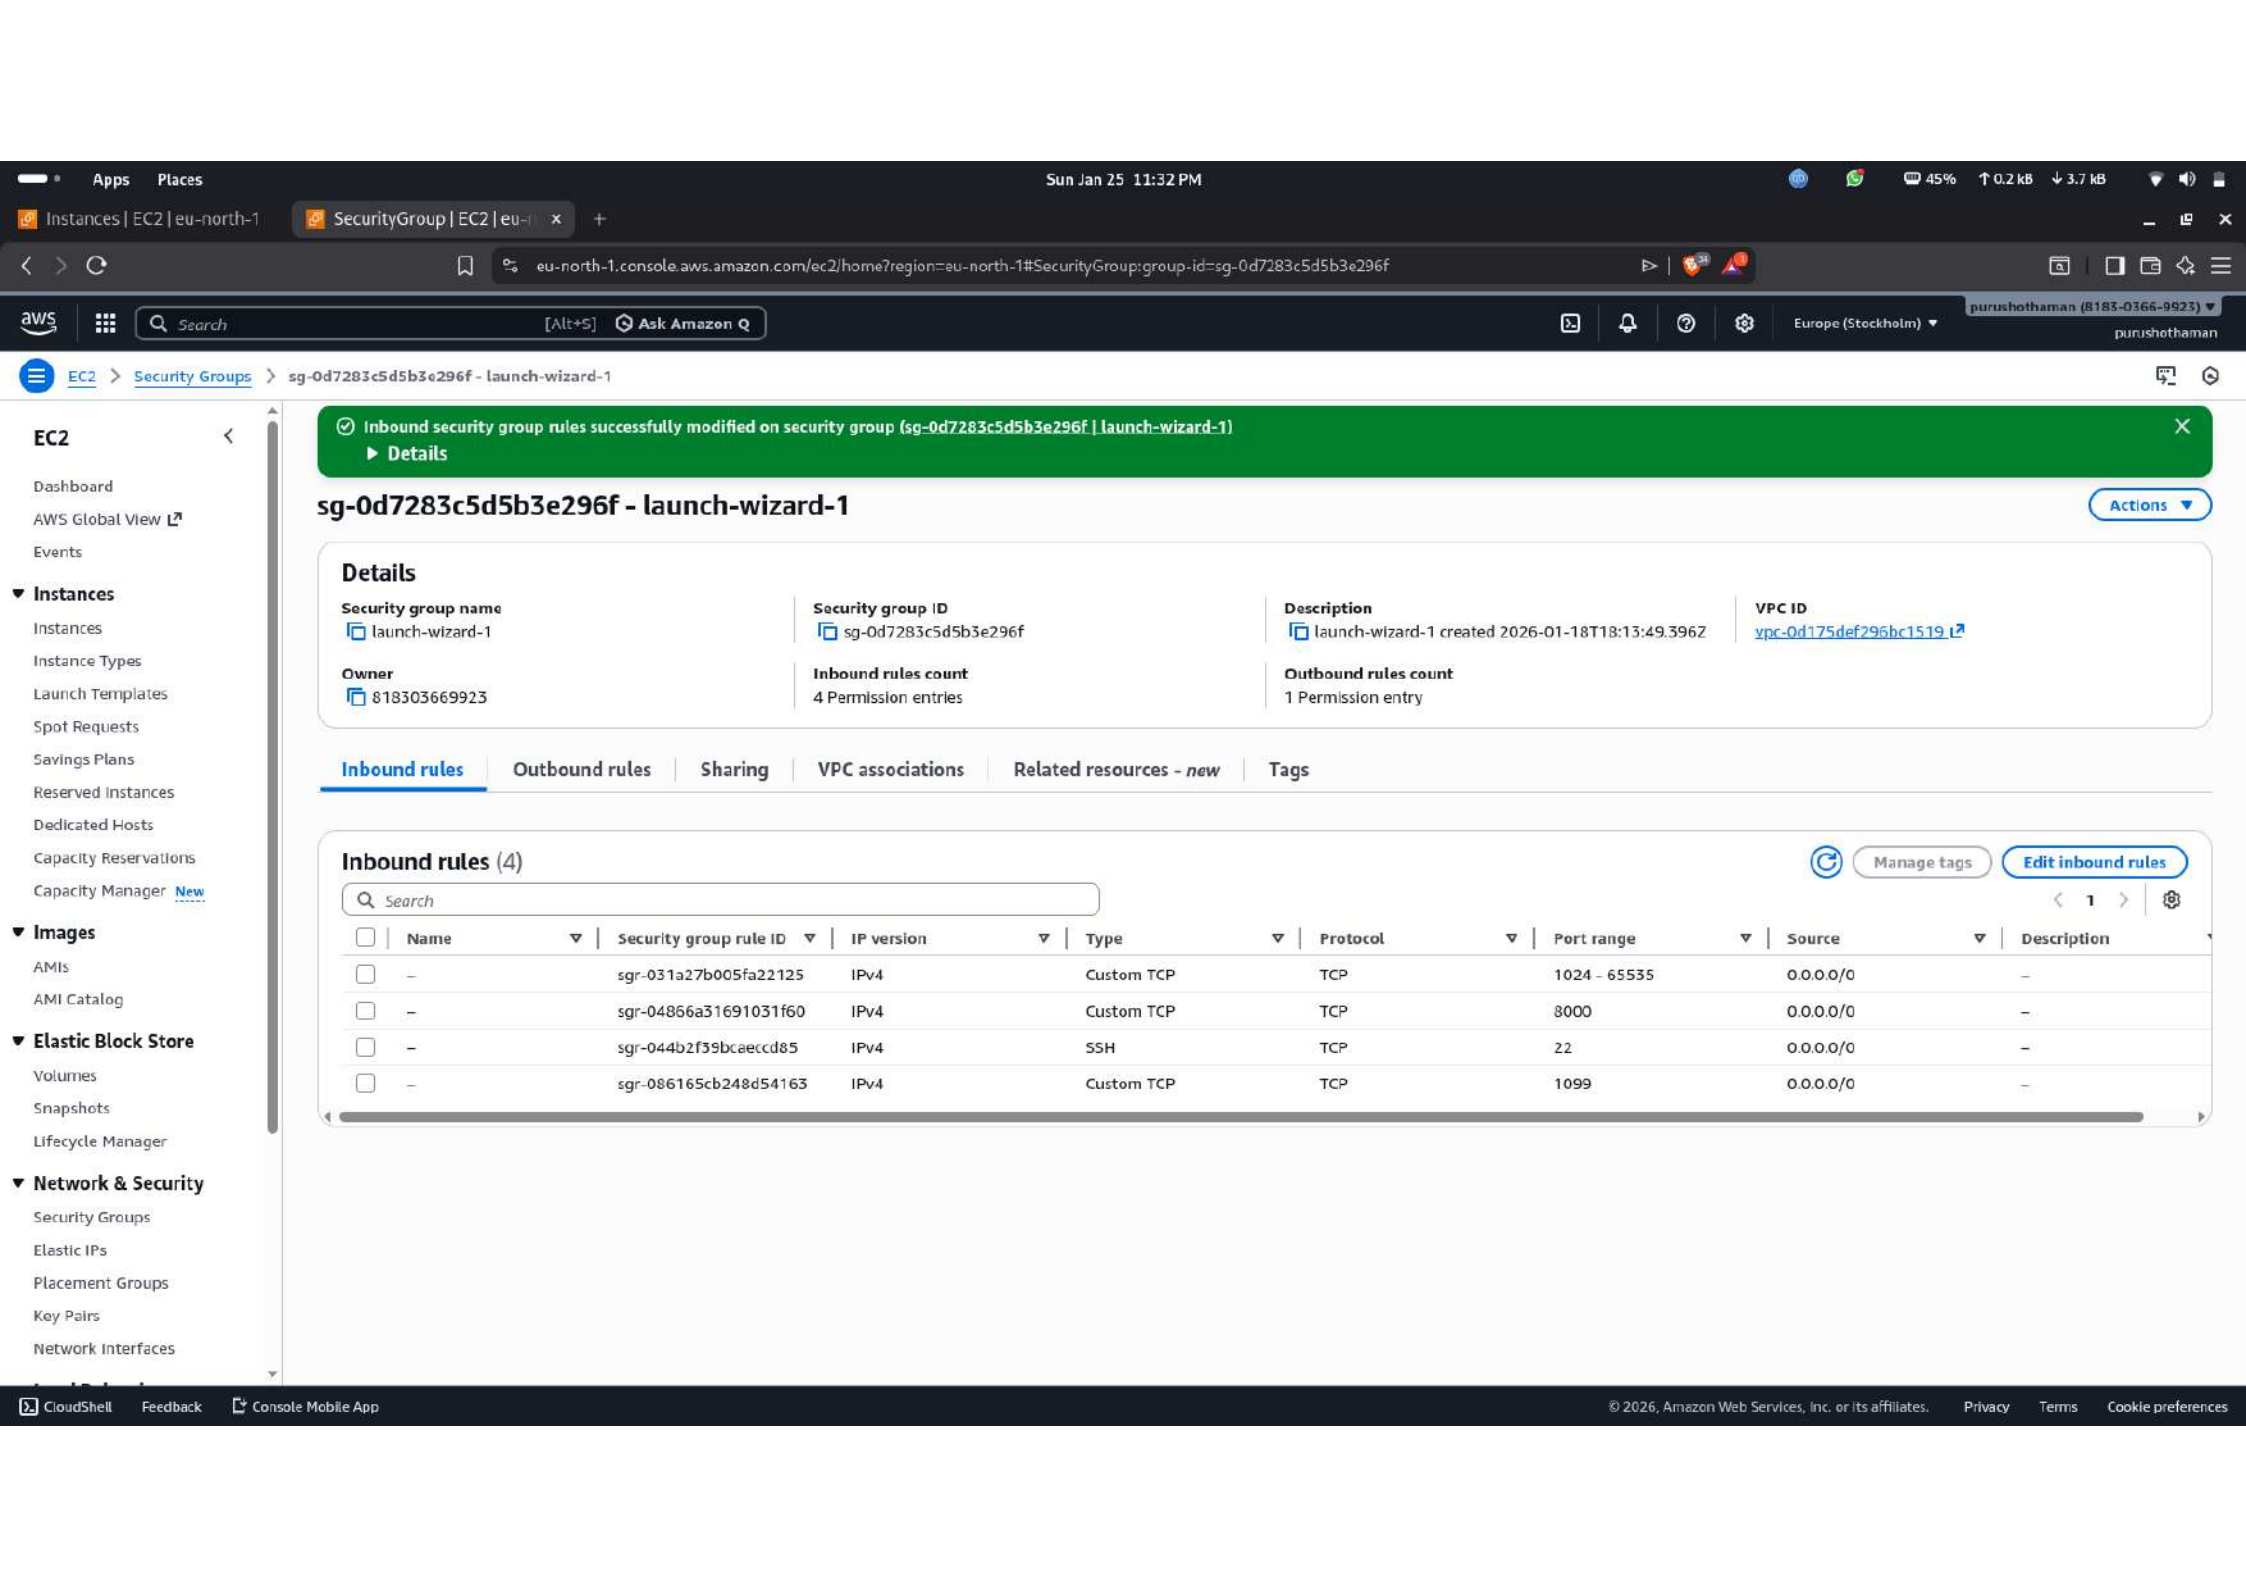 Apps Places Sun Jan 25 11:32 PM 45% ↑ 0.2 kB ↓ 3.7 kB
Instances | EC2 | eu-north-1 SecurityGroup | EC2 | eu-n
eu-north-1.console.aws.amazon.com/ec2/home?region=eu-north-1#SecurityGroup:group-id=sg-0d7283c5d5b3e296f
aws Search [Alt+S] Ask Amazon Q Europe (Stockholm) purushothaman (8183-0366-9923)
purushothaman
EC2 > Security Groups > sg-0d7283c5d5b3e296f - launch-wizard-1
EC2
Dashboard
AWS Global View
Events
Instances
Instances
Instance Types
Launch Templates
Spot Requests
Savings Plans
Reserved Instances
Dedicated Hosts
Capacity Reservations
Capacity Manager New
Images
AMIs
AMI Catalog
Elastic Block Store
Volumes
Snapshots
Lifecycle Manager
Network & Security
Security Groups
Elastic IPs
Placement Groups
Key Pairs
Network Interfaces
Inbound security group rules successfully modified on security group (sg-0d7283c5d5b3e296f | launch-wizard-1)
Details
sg-0d7283c5d5b3e296f - launch-wizard-1 Actions
Details
Security group name Security group ID Description VPC ID
launch-wizard-1 sg-0d7283c5d5b3e296f launch-wizard-1 created 2026-01-18T18:13:49.396Z vpc-0d175def296bc1519
Owner Inbound rules count Outbound rules count
818303669923 4 Permission entries 1 Permission entry
Inbound rules Outbound rules Sharing VPC associations Related resources - new Tags
Inbound rules (4) Manage tags Edit inbound rules
Search 1
Name Security group rule ID IP version Type Protocol Port range Source Description
– sgr-031a27b005fa22125 IPv4 Custom TCP TCP 1024 - 65535 0.0.0.0/0 –
– sgr-04866a31691031f60 IPv4 Custom TCP TCP 8000 0.0.0.0/0 –
– sgr-044b2f39bcaeccd85 IPv4 SSH TCP 22 0.0.0.0/0 –
– sgr-086165cb248d54163 IPv4 Custom TCP TCP 1099 0.0.0.0/0 –
CloudShell Feedback Console Mobile App © 2026, Amazon Web Services, Inc. or its affiliates. Privacy Terms Cookie preferences